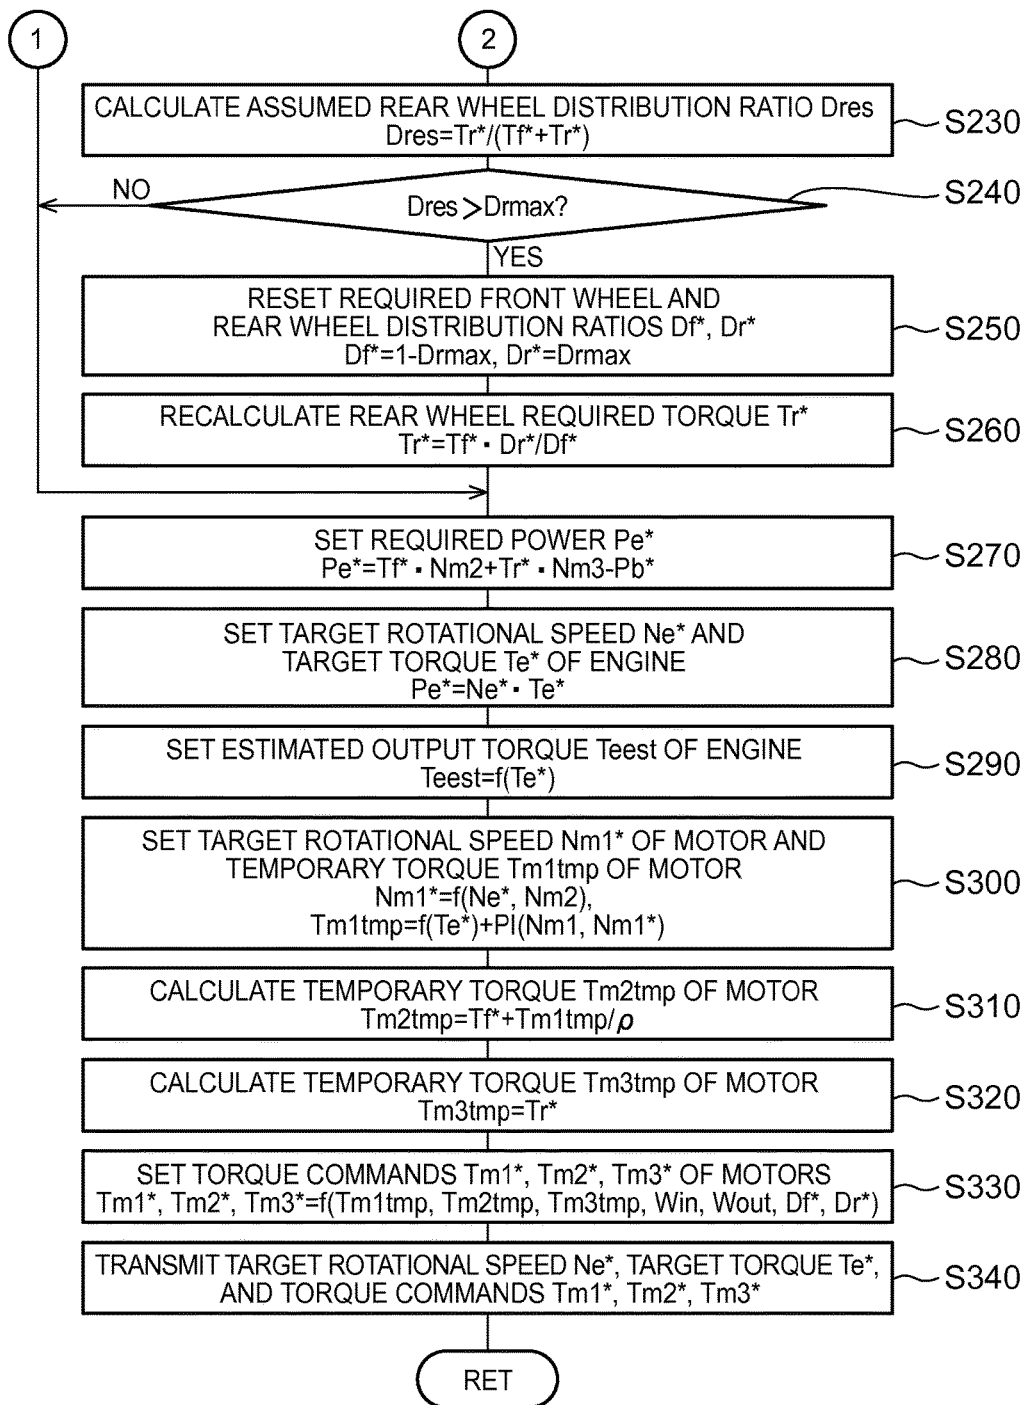 1
2
CALCULATE ASSUMED REAR WHEEL DISTRIBUTION RATIO Dres
Dres=Tr*/(Tf*+Tr*)
S230
NO
Dres>Drmax?
S240
YES
RESET REQUIRED FRONT WHEEL AND
REAR WHEEL DISTRIBUTION RATIOS Df*, Dr*
Df*=1-Drmax, Dr*=Drmax
S250
RECALCULATE REAR WHEEL REQUIRED TORQUE Tr*
Tr*=Tf*・Dr*/Df*
S260
SET REQUIRED POWER Pe*
Pe*=Tf*・Nm2+Tr*・Nm3-Pb*
S270
SET TARGET ROTATIONAL SPEED Ne* AND
TARGET TORQUE Te* OF ENGINE
Pe*=Ne*・Te*
S280
SET ESTIMATED OUTPUT TORQUE Teest OF ENGINE
Teest=f(Te*)
S290
SET TARGET ROTATIONAL SPEED Nm1* OF MOTOR AND
TEMPORARY TORQUE Tm1tmp OF MOTOR
Nm1*=f(Ne*, Nm2),
Tm1tmp=f(Te*)+PI(Nm1, Nm1*)
S300
CALCULATE TEMPORARY TORQUE Tm2tmp OF MOTOR
Tm2tmp=Tf*+Tm1tmp/ρ
S310
CALCULATE TEMPORARY TORQUE Tm3tmp OF MOTOR
Tm3tmp=Tr*
S320
SET TORQUE COMMANDS Tm1*, Tm2*, Tm3* OF MOTORS
Tm1*, Tm2*, Tm3*=f(Tm1tmp, Tm2tmp, Tm3tmp, Win, Wout, Df*, Dr*)
S330
TRANSMIT TARGET ROTATIONAL SPEED Ne*, TARGET TORQUE Te*,
AND TORQUE COMMANDS Tm1*, Tm2*, Tm3*
S340
RET